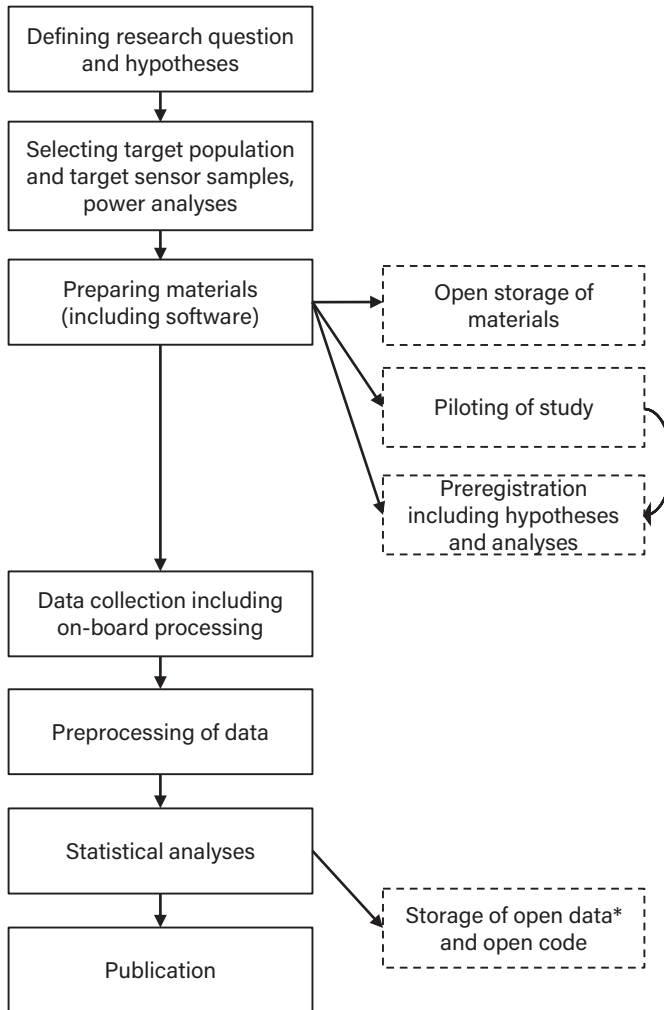 Defining research question
and hypotheses
Selecting target population
and target sensor samples,
power analyses
Preparing materials
(including software)
Open storage of
materials
Piloting of study
Preregistration
including hypotheses
and analyses
Data collection including
on-board processing
Preprocessing of data
Statistical analyses
Storage of open data*
and open code
Publication